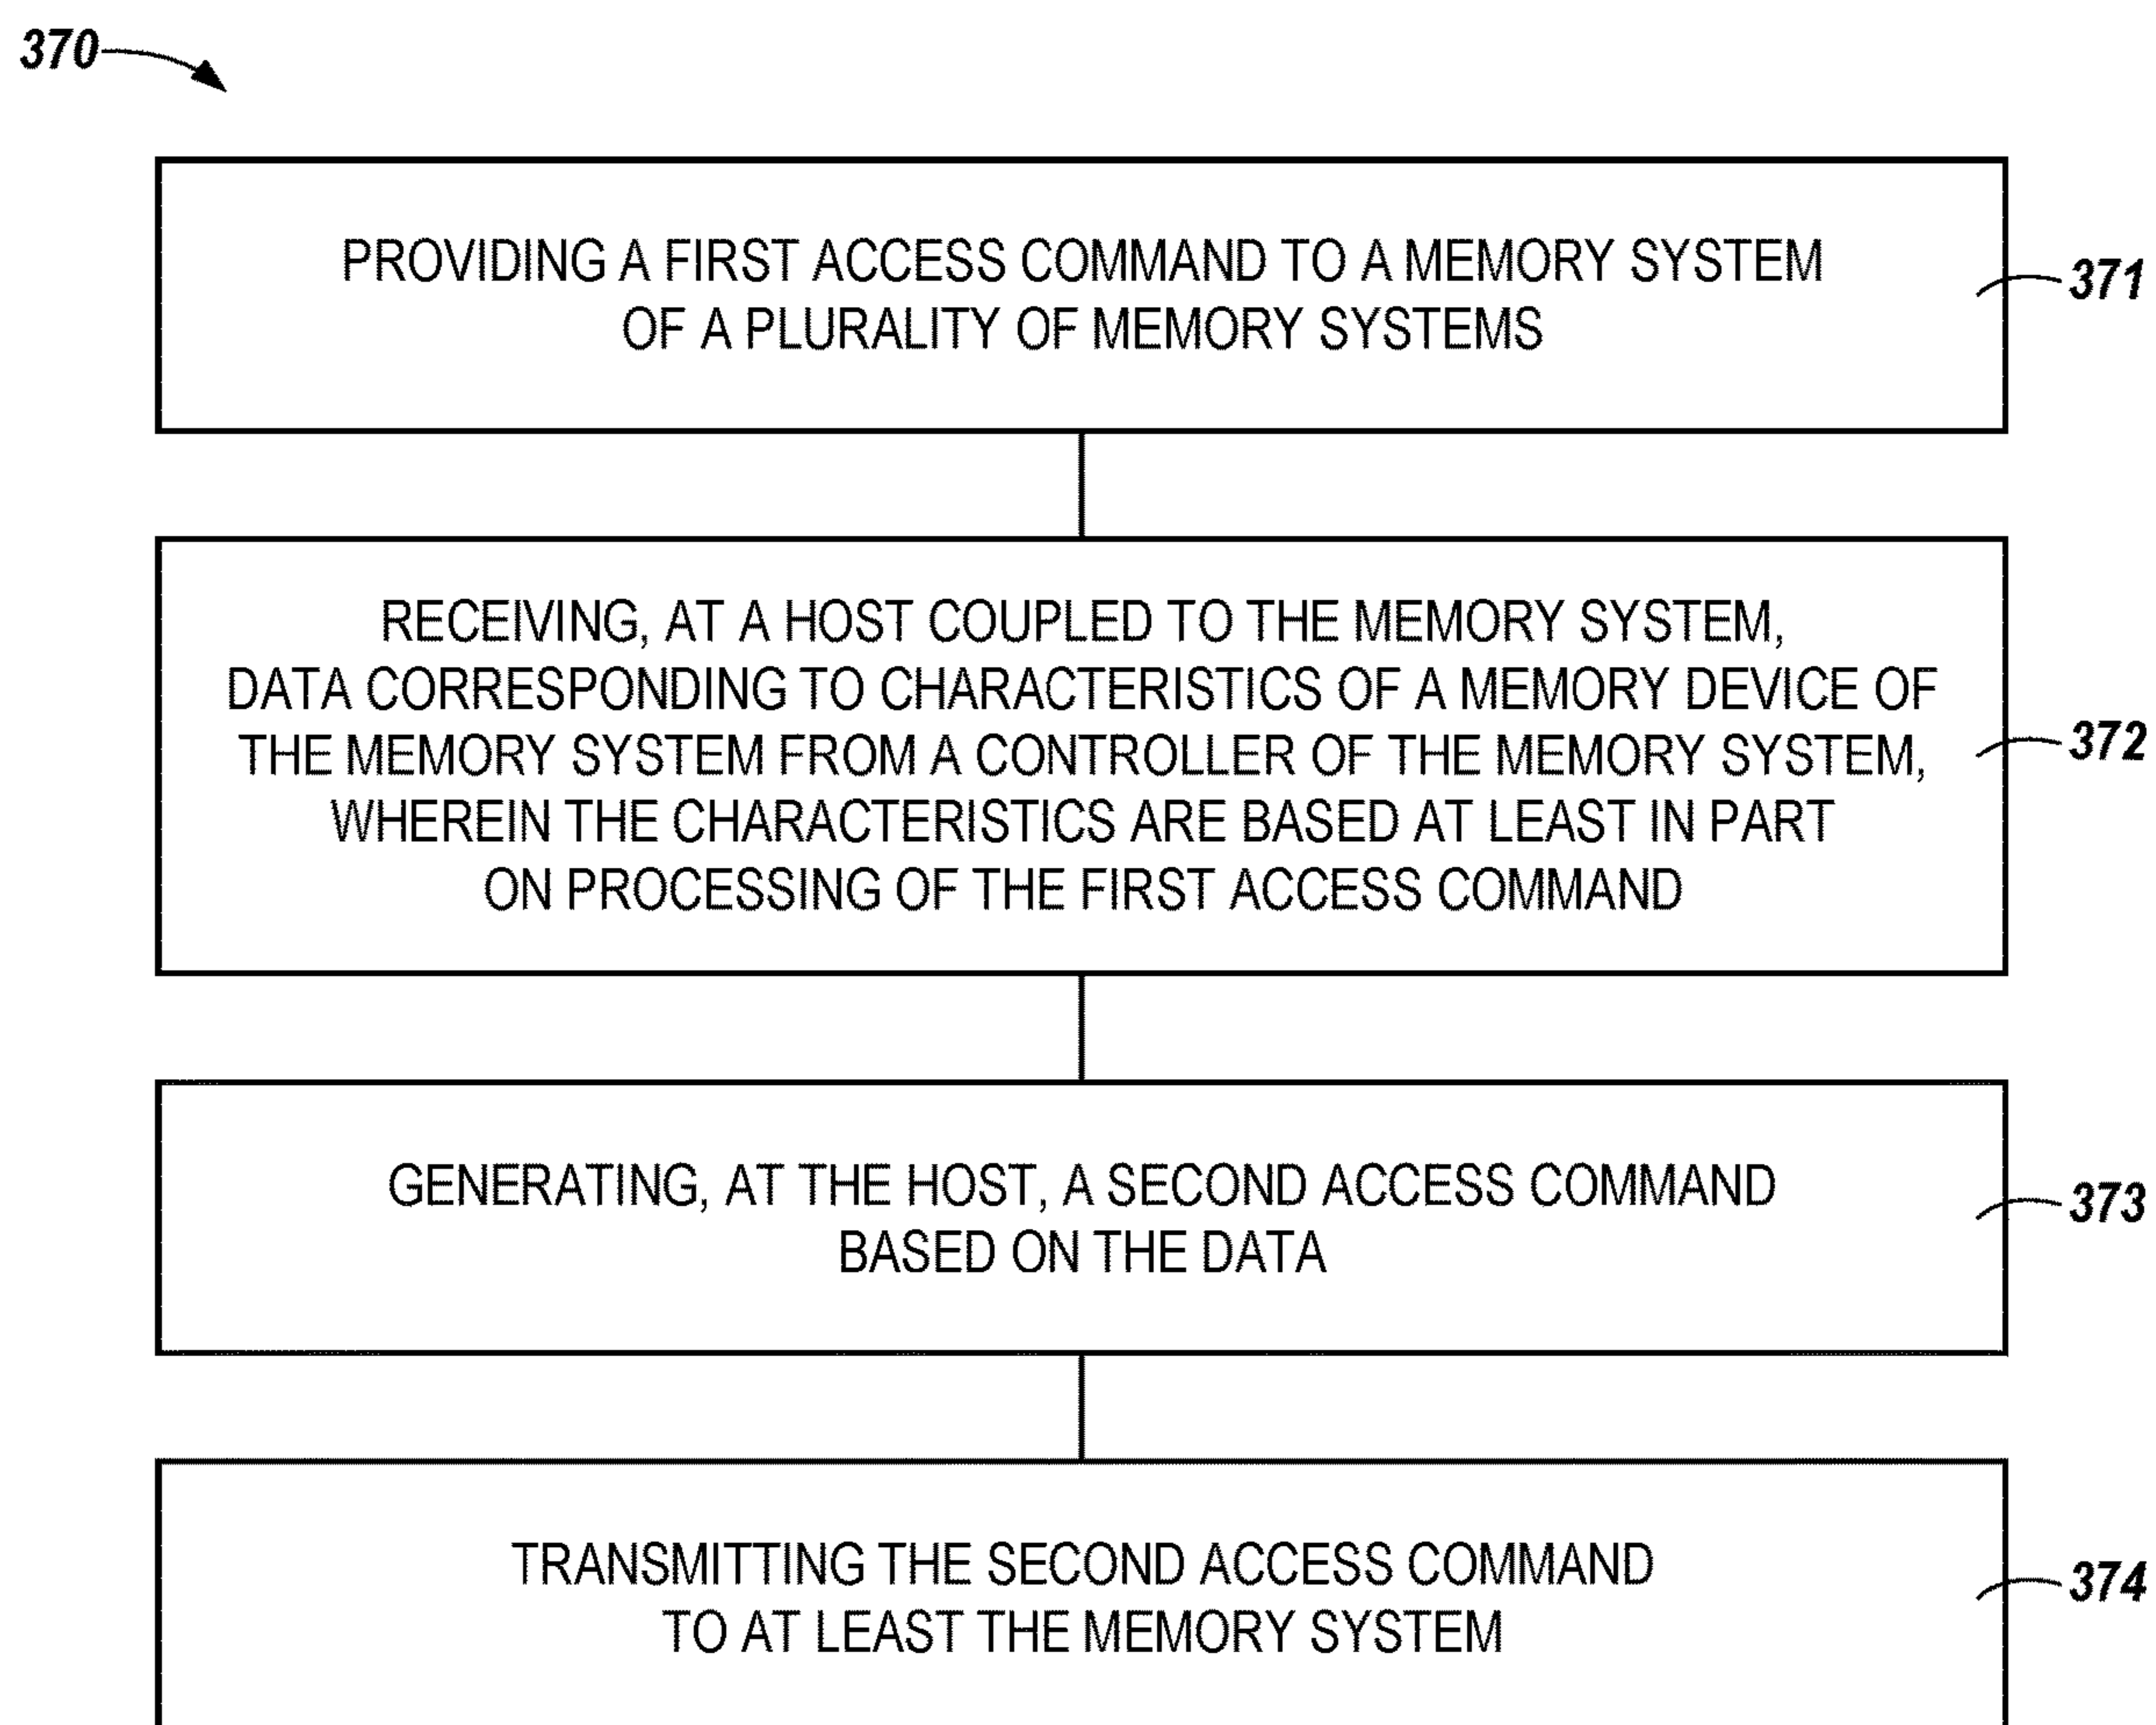 370
PROVIDING A FIRST ACCESS COMMAND TO A MEMORY SYSTEM
OF A PLURALITY OF MEMORY SYSTEMS
371
RECEIVING, AT A HOST COUPLED TO THE MEMORY SYSTEM,
DATA CORRESPONDING TO CHARACTERISTICS OF A MEMORY DEVICE OF
THE MEMORY SYSTEM FROM A CONTROLLER OF THE MEMORY SYSTEM,
WHEREIN THE CHARACTERISTICS ARE BASED AT LEAST IN PART
ON PROCESSING OF THE FIRST ACCESS COMMAND
372
GENERATING, AT THE HOST, A SECOND ACCESS COMMAND
BASED ON THE DATA
373
TRANSMITTING THE SECOND ACCESS COMMAND
TO AT LEAST THE MEMORY SYSTEM
374